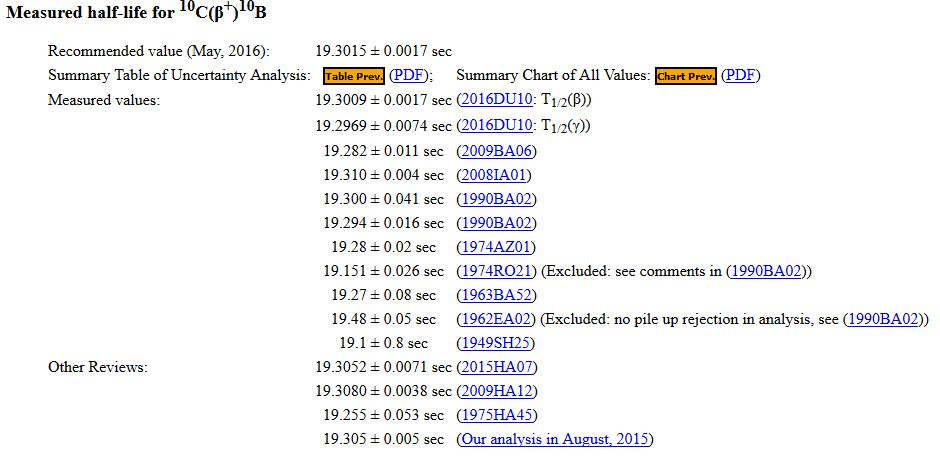 Measured half-life for ¹⁰C(β⁺)¹⁰B
Recommended value (May, 2016): 19.3015 ± 0.0017 sec
Summary Table of Uncertainty Analysis: Table Prev. (PDF); Summary Chart of All Values: Chart Prev. (PDF)
Measured values: 19.3009 ± 0.0017 sec (2016DU10: T₁/₂(β))
19.2969 ± 0.0074 sec (2016DU10: T₁/₂(γ))
19.282 ± 0.011 sec (2009BA06)
19.310 ± 0.004 sec (2008IA01)
19.300 ± 0.041 sec (1990BA02)
19.294 ± 0.016 sec (1990BA02)
19.28 ± 0.02 sec (1974AZ01)
19.151 ± 0.026 sec (1974RO21) (Excluded: see comments in (1990BA02))
19.27 ± 0.08 sec (1963BA52)
19.48 ± 0.05 sec (1962EA02) (Excluded: no pile up rejection in analysis, see (1990BA02))
19.1 ± 0.8 sec (1949SH25)
Other Reviews: 19.3052 ± 0.0071 sec (2015HA07)
19.3080 ± 0.0038 sec (2009HA12)
19.255 ± 0.053 sec (1975HA45)
19.305 ± 0.005 sec (Our analysis in August, 2015)